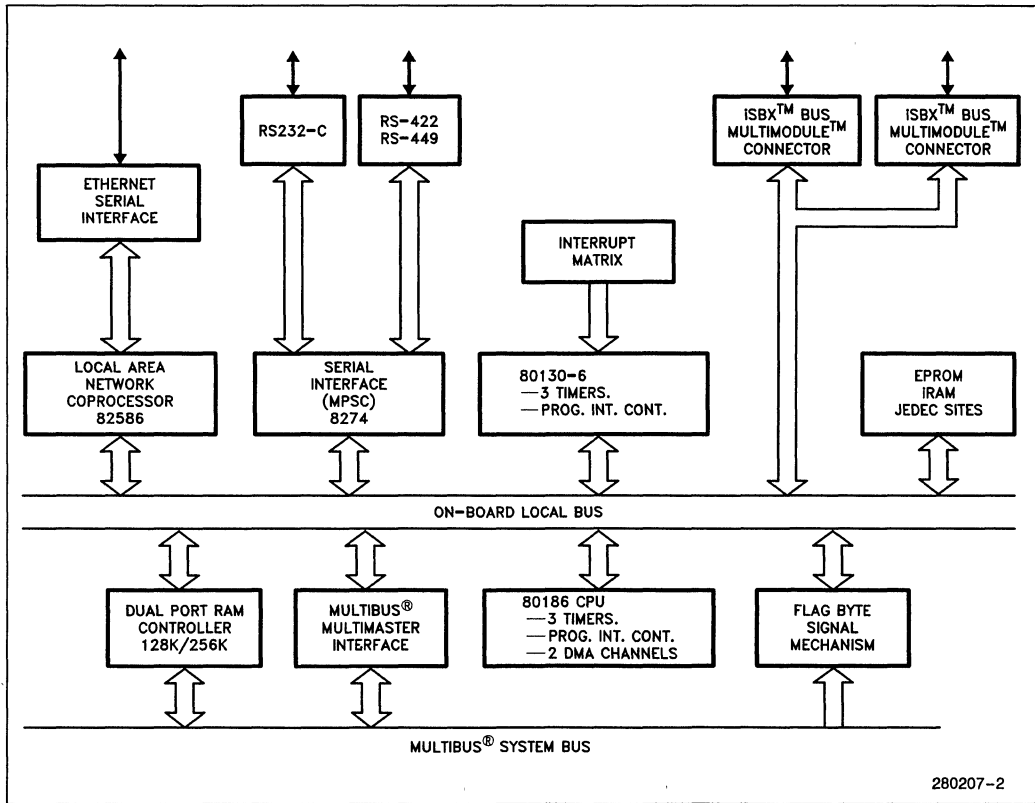 RS232-C
RS-422
RS-449
iSBX™ BUS
MULTIMODULE™
CONNECTOR
iSBX™ BUS
MULTIMODULE™
CONNECTOR
ETHERNET
SERIAL
INTERFACE
INTERRUPT
MATRIX
LOCAL AREA
NETWORK
COPROCESSOR
82586
SERIAL
INTERFACE
(MPSC)
8274
80130-6
—3 TIMERS.
—PROG. INT. CONT.
EPROM
iRAM
JEDEC SITES
ON-BOARD LOCAL BUS
DUAL PORT RAM
CONTROLLER
128K/256K
MULTIBUS®
MULTIMASTER
INTERFACE
80186 CPU
—3 TIMERS.
—PROG. INT. CONT.
—2 DMA CHANNELS
FLAG BYTE
SIGNAL
MECHANISM
MULTIBUS® SYSTEM BUS
280207-2